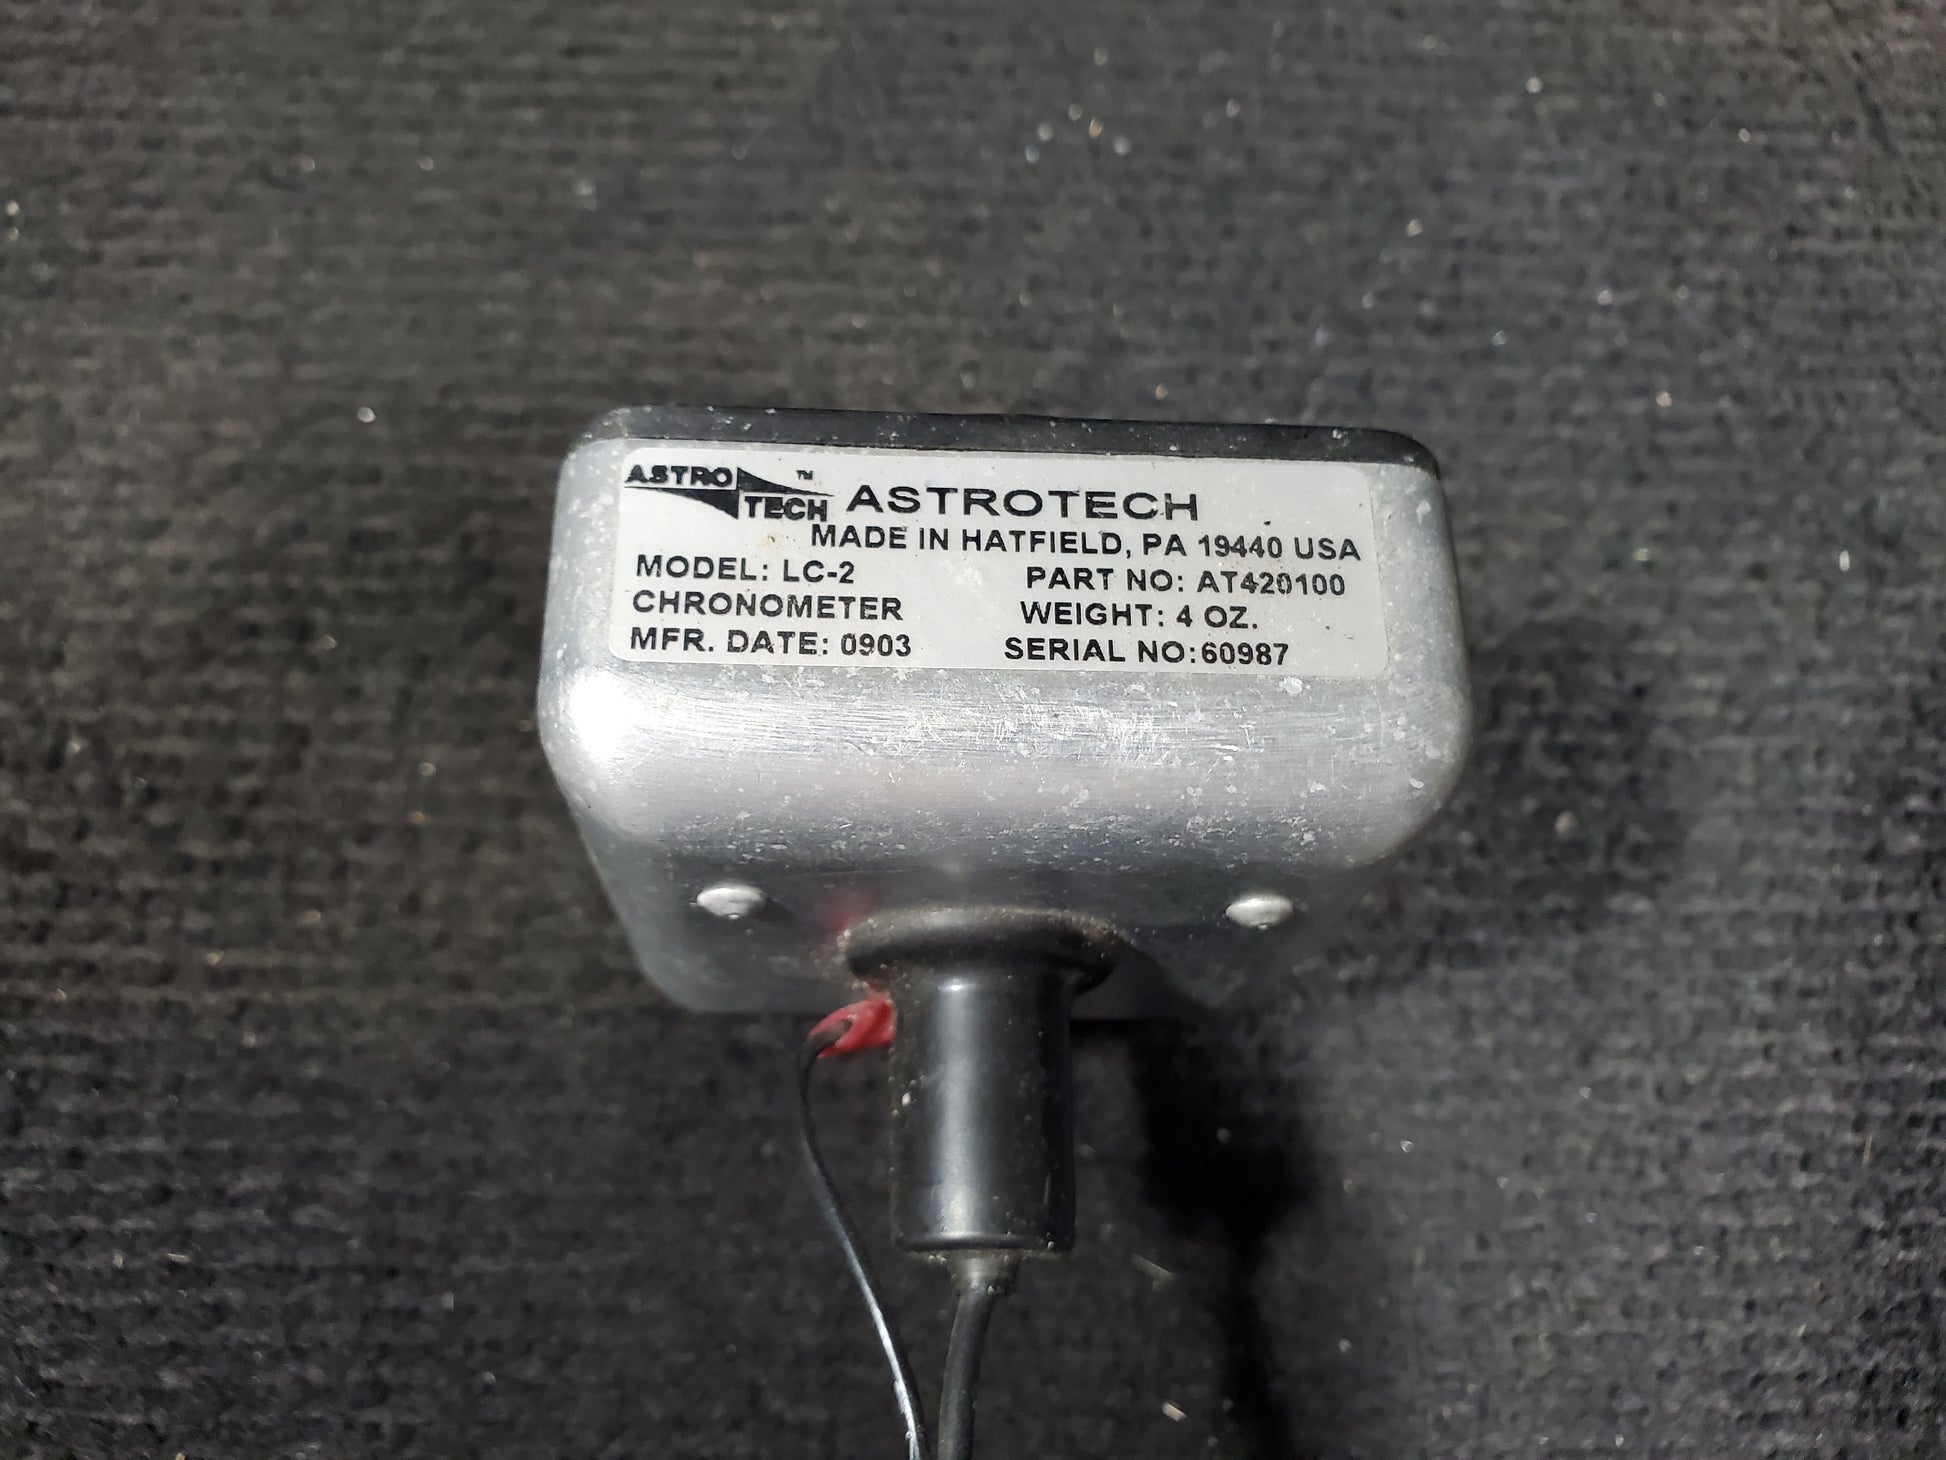 ASTRO TECH™ ASTROTECH
MADE IN HATFIELD, PA 19440 USA
MODEL: LC-2 PART NO: AT420100
CHRONOMETER WEIGHT: 4 OZ.
MFR. DATE: 0903 SERIAL NO:60987